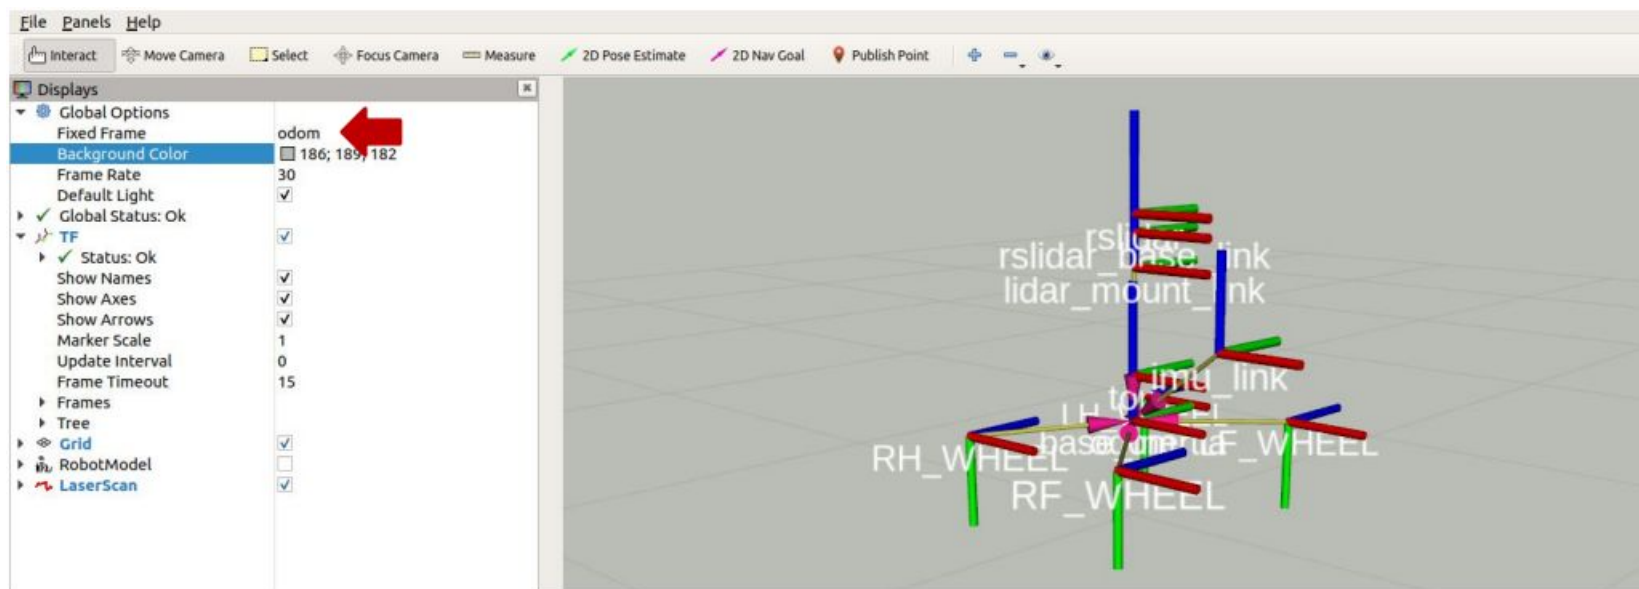 File Panels Help
Interact Move Camera Select Focus Camera Measure 2D Pose Estimate 2D Nav Goal Publish Point
Displays
Global Options
Fixed Frame odom
Background Color 186; 189; 182
Frame Rate 30
Default Light
Global Status: Ok
TF
Status: Ok
Show Names
Show Axes
Show Arrows
Marker Scale 1
Update Interval 0
Frame Timeout 15
Frames
Tree
Grid
RobotModel
LaserScan
rslidar
rslidar_base_link
lidar_mount_link
imu_link
RH_WHEEL
RF_WHEEL